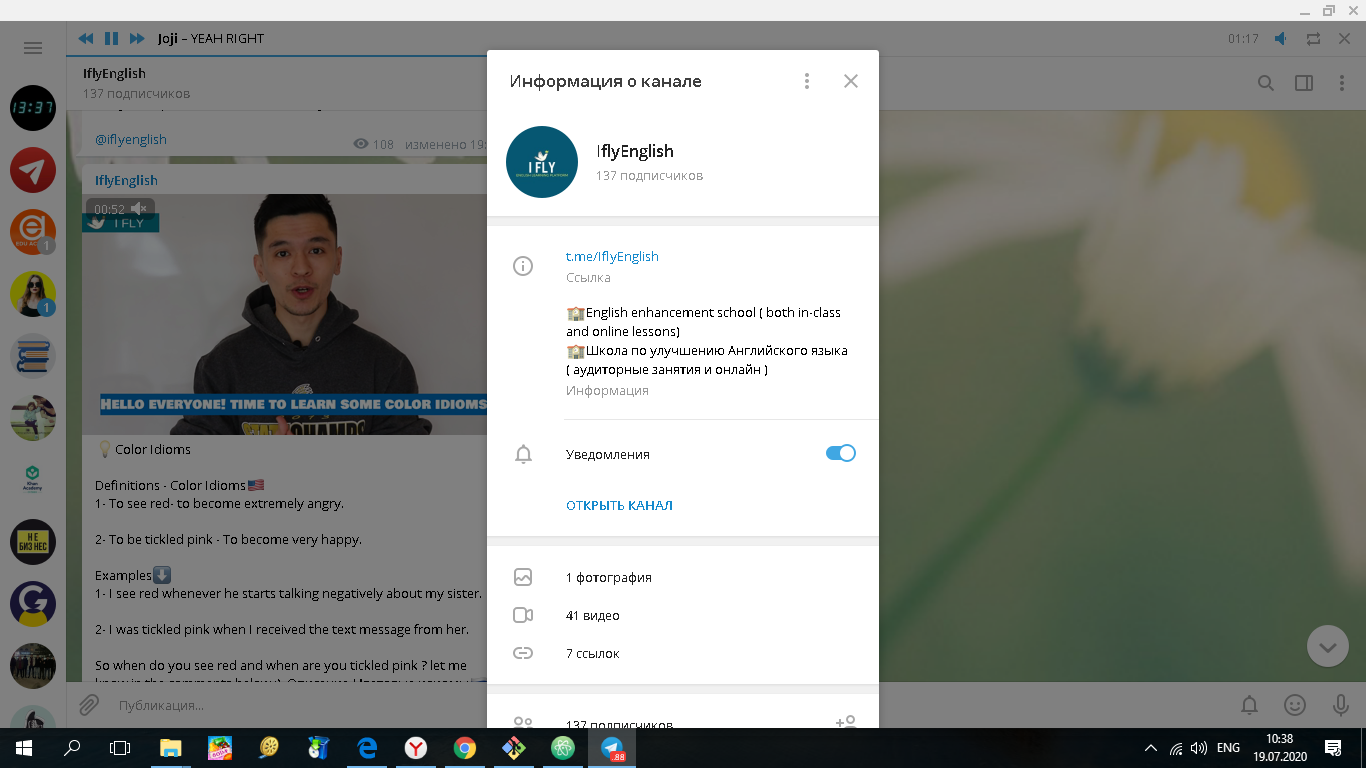 Joji – YEAH RIGHT
01:17
IflyEnglish
137 подписчиков
@iflyenglish
108 изменено 19:
IflyEnglish
00:52
I FLY
HELLO EVERYONE! TIME TO LEARN SOME COLOR IDIOMS
💡 Color Idioms
Definitions - Color Idioms🇺🇸
1- To see red- to become extremely angry.
2- To be tickled pink - To become very happy.
Examples⬇️
1- I see red whenever he starts talking negatively about my sister.
2- I was tickled pink when I received the text message from her.
So when do you see red and when are you tickled pink ? let me
Публикация...
13:37
1
1
Khan
Academy
НЕ
БИЗНЕС
Информация о канале
I FLY
IflyEnglish
137 подписчиков
t.me/IflyEnglish
Ссылка
🏫English enhancement school ( both in-class
and online lessons)
🏫Школа по улучшению Английского языка
( аудиторные занятия и онлайн )
Информация
Уведомления
ОТКРЫТЬ КАНАЛ
1 фотография
41 видео
7 ссылок
137 подписчиков
88
ENG
10:38
19.07.2020